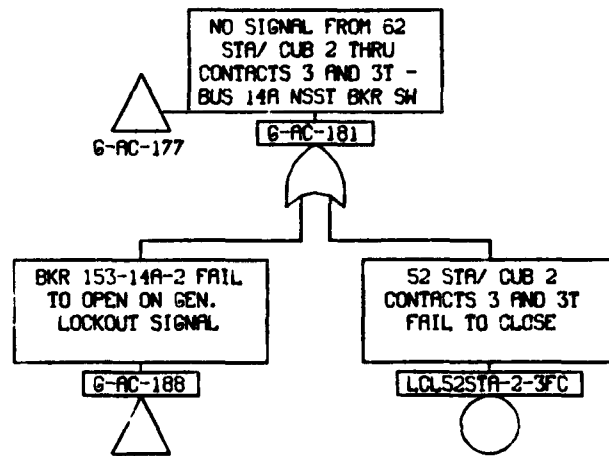 NO SIGNAL FROM 62
STA/ CUB 2 THRU
CONTACTS 3 AND 3T -
BUS 14A NSST BKR SW
G-AC-177
G-AC-181
BKR 153-14A-2 FAIL
TO OPEN ON GEN.
LOCKOUT SIGNAL
G-AC-188
52 STA/ CUB 2
CONTACTS 3 AND 3T
FAIL TO CLOSE
LCL52STA-2-3FC